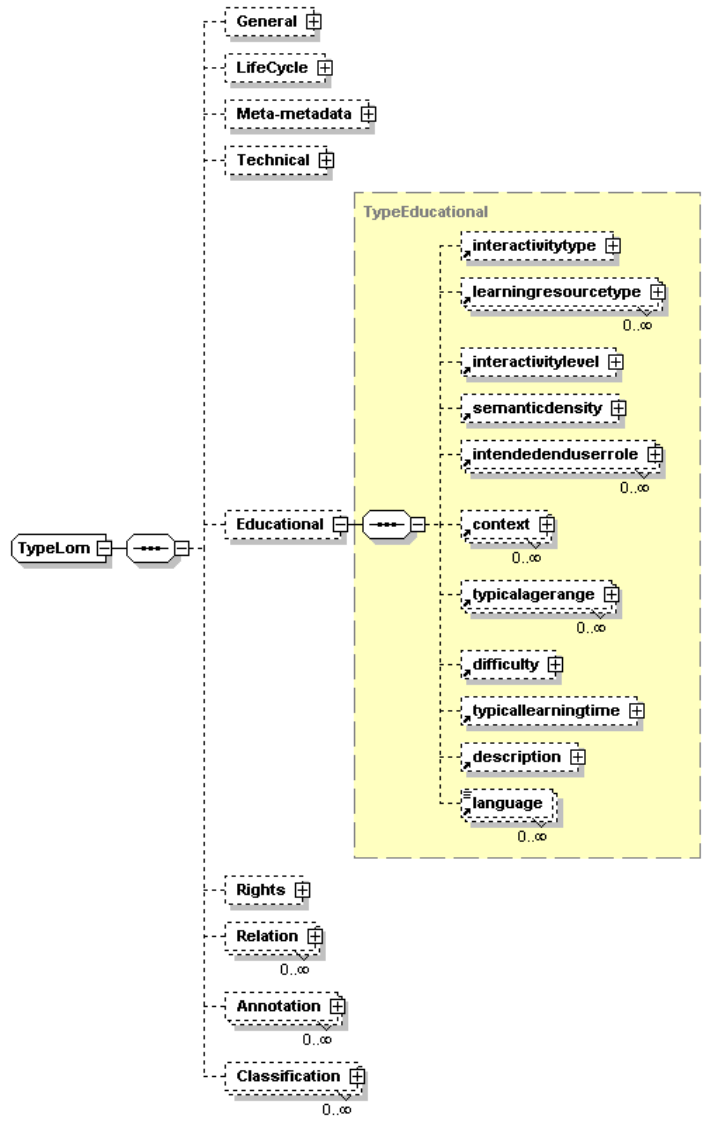 General
LifeCycle
Meta-metadata
Technical
TypeEducational
interactivitytype
learningresourcetype
0..∞
interactivitylevel
semanticdensity
intendedenduserrole
0..∞
TypeLom
Educational
context
0..∞
typicalagerange
0..∞
difficulty
typicallearningtime
description
language
0..∞
Rights
Relation
0..∞
Annotation
0..∞
Classification
0..∞